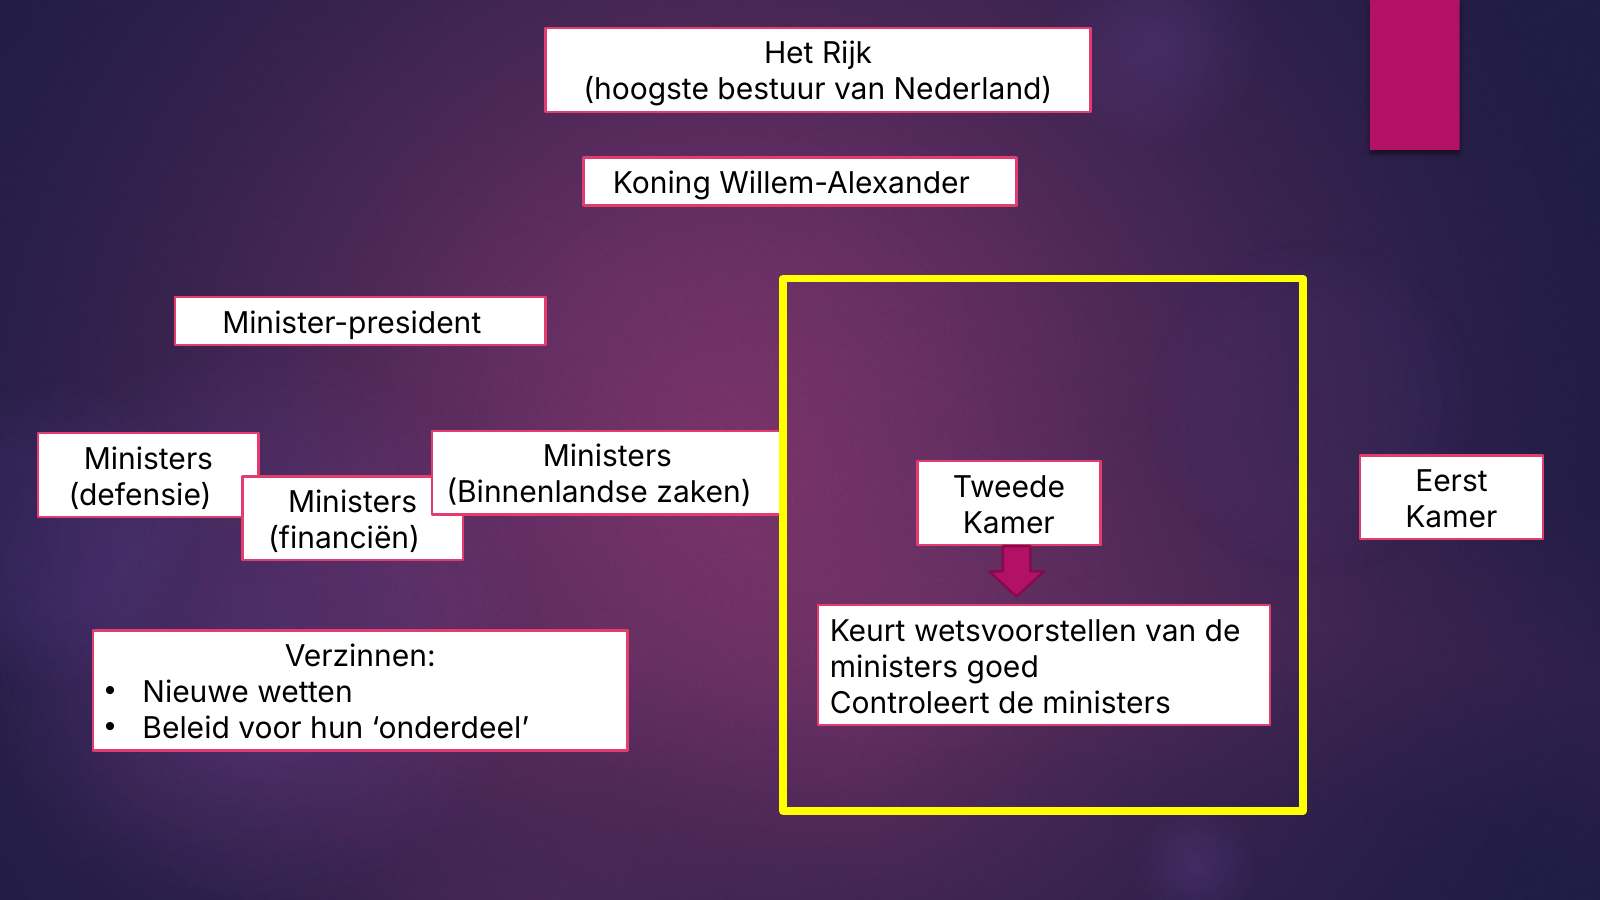 Het Rijk
(hoogste bestuur van Nederland)
Koning Willem-Alexander
Minister-president
Ministers
(defensie)
Ministers
(financiën)
Ministers
(Binnenlandse zaken)
Tweede
Kamer
Eerst
Kamer
Keurt wetsvoorstellen van de
ministers goed
Controleert de ministers
Verzinnen:
• Nieuwe wetten
• Beleid voor hun ‘onderdeel’